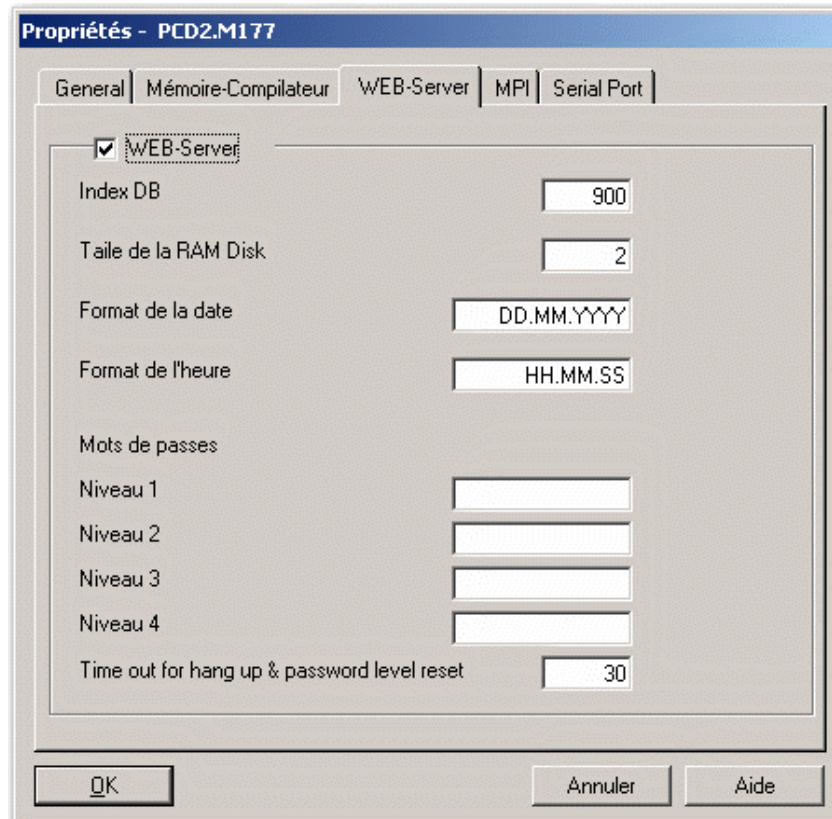 Propriétés - PCD2.M177
General Mémoire-Compilateur WEB-Server MPI Serial Port
WEB-Server
Index DB 900
Taile de la RAM Disk 2
Format de la date DD.MM.YYYY
Format de l'heure HH.MM.SS
Mots de passes
Niveau 1
Niveau 2
Niveau 3
Niveau 4
Time out for hang up & password level reset 30
OK Annuler Aide